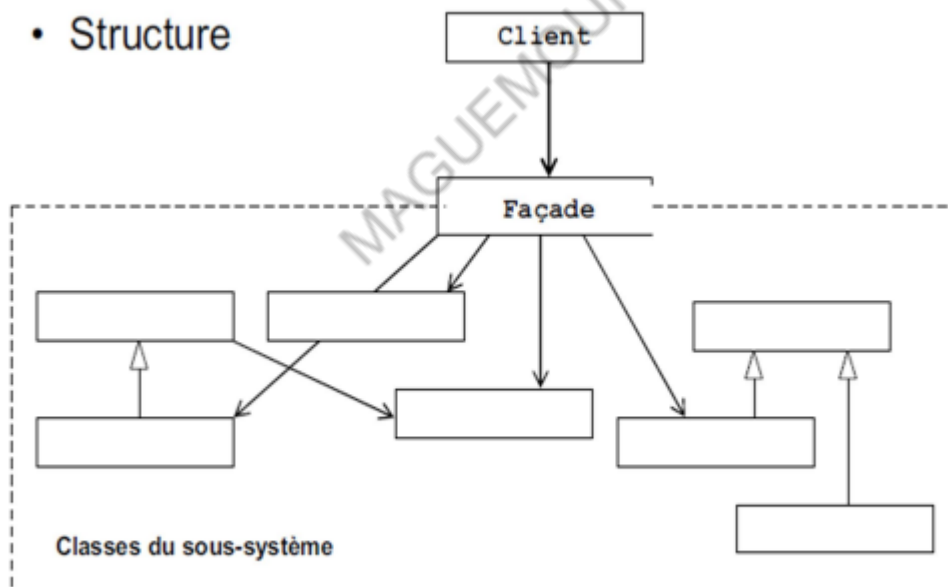 • Structure
Client
MAGUEMOUN
Façade
Classes du sous-système